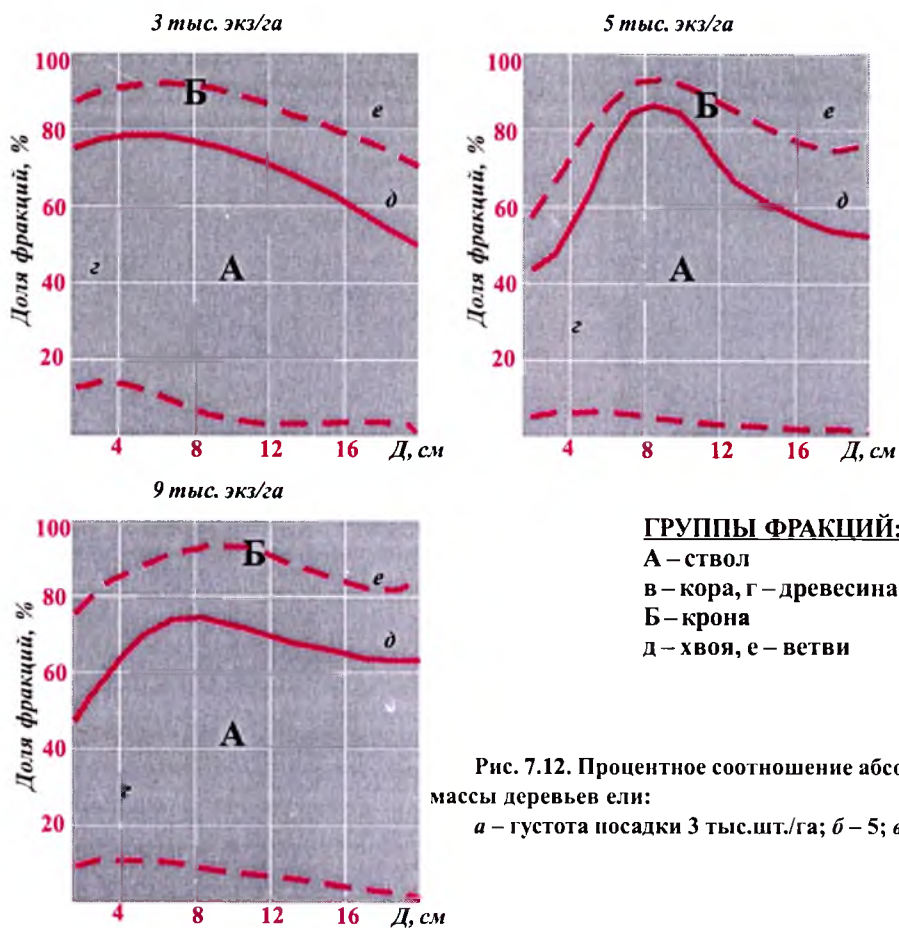 3 тыс. экз/га
Доля фракций, %
100
80
60
40
20
4 8 12 16 Д, см
Б
е
д
г
А
5 тыс. экз/га
Доля фракций, %
100
80
60
40
20
4 8 12 16 Д, см
Б
е
д
г
А
9 тыс. экз/га
Доля фракций, %
100
80
60
40
20
4 8 12 16 Д, см
Б
е
д
А
ГРУППЫ ФРАКЦИЙ:
А – ствол
в – кора, г – древесина
Б – крона
д – хвоя, е – ветви
Рис. 7.12. Процентное соотношение абсо
массы деревьев ели:
а – густота посадки 3 тыс.шт./га; б – 5; в